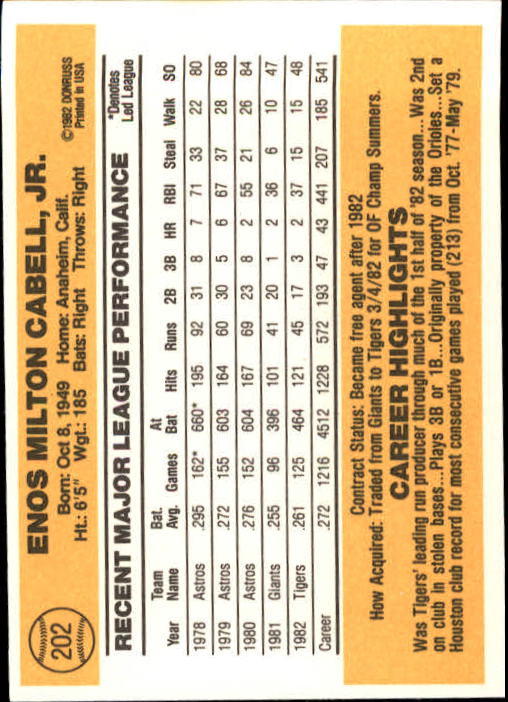 202
ENOS MILTON CABELL, JR.
Born: Oct 8, 1949 Home: Anaheim, Calif.
Ht.: 6'5" Wgt.: 185 Bats: Right Throws: Right
©1982 DONRUSS
Printed in USA
RECENT MAJOR LEAGUE PERFORMANCE
*Denotes
Led League
Year Team Name Bat. Avg. Games At Bat Hits Runs 2B 3B HR RBI Steal Walk SO
1978 Astros .295 162* 660* 195 92 31 8 7 71 33 22 80
1979 Astros .272 155 603 164 60 30 5 6 67 37 28 68
1980 Astros .276 152 604 167 69 23 8 2 55 21 26 84
1981 Giants .255 96 396 101 41 20 1 2 36 6 10 47
1982 Tigers .261 125 464 121 45 17 3 2 37 15 15 48
Career .272 1216 4512 1228 572 193 47 43 441 207 185 541
Contract Status: Became free agent after 1982
How Acquired: Traded from Giants to Tigers 3/4/82 for OF Champ Summers.
CAREER HIGHLIGHTS
Was Tigers' leading run producer through much of the 1st half of '82 season...Was 2nd
on club in stolen bases...Plays 3B or 1B...Originally property of the Orioles...Set a
Houston club record for most consecutive games played (213) from Oct. '77-May '79.